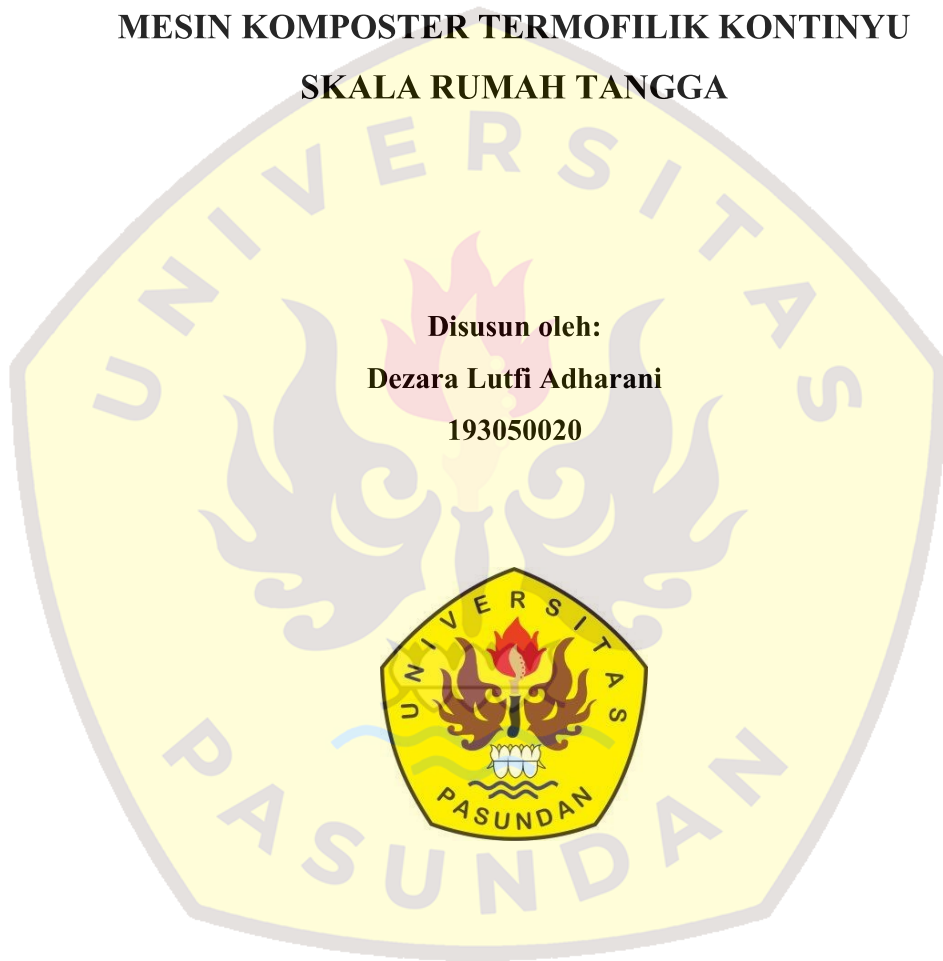 MESIN KOMPOSTER TERMOFILIK KONTINYU
SKALA RUMAH TANGGA
UNIVERSITAS
Disusun oleh:
Dezara Lutfi Adharani
193050020
UNIVERSITAS
PASUNDAN
PASUNDAN